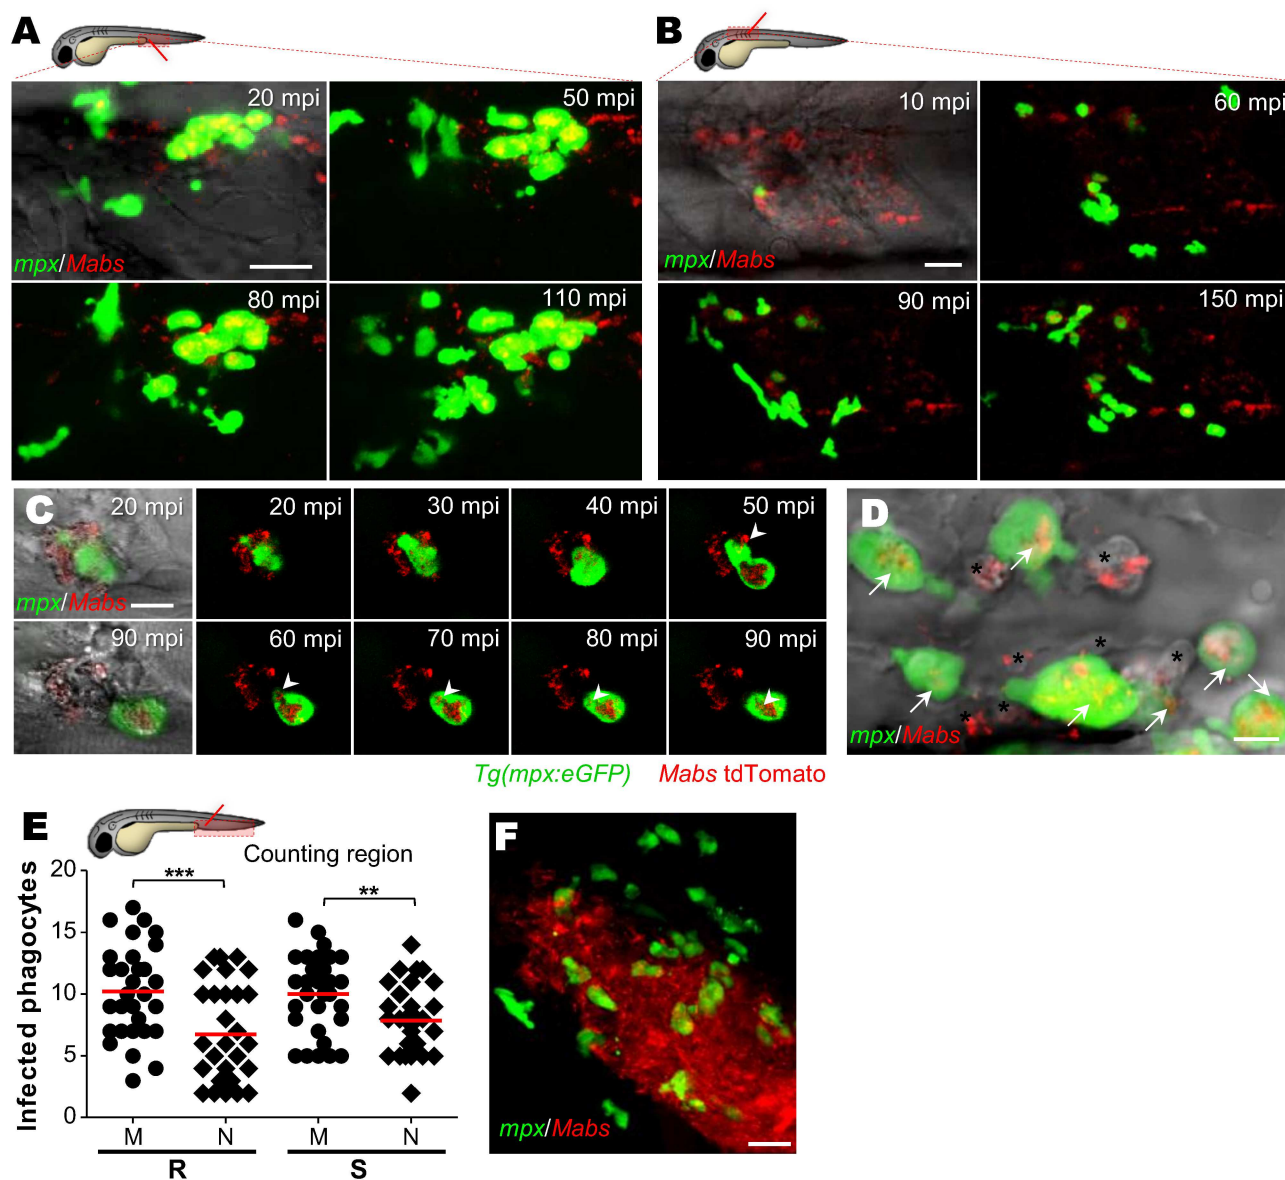 A
B
20 mpi
50 mpi
mpx/Mabs
80 mpi
110 mpi
10 mpi
60 mpi
mpx/Mabs
90 mpi
150 mpi
C
20 mpi
20 mpi
30 mpi
40 mpi
50 mpi
mpx/Mabs
90 mpi
60 mpi
70 mpi
80 mpi
90 mpi
D
* * * * * * *
mpx/Mabs
Tg(mpx:eGFP) Mabs tdTomato
E
Counting region
Infected phagocytes
20
15
10
5
0
***
**
M N M N
R S
F
mpx/Mabs